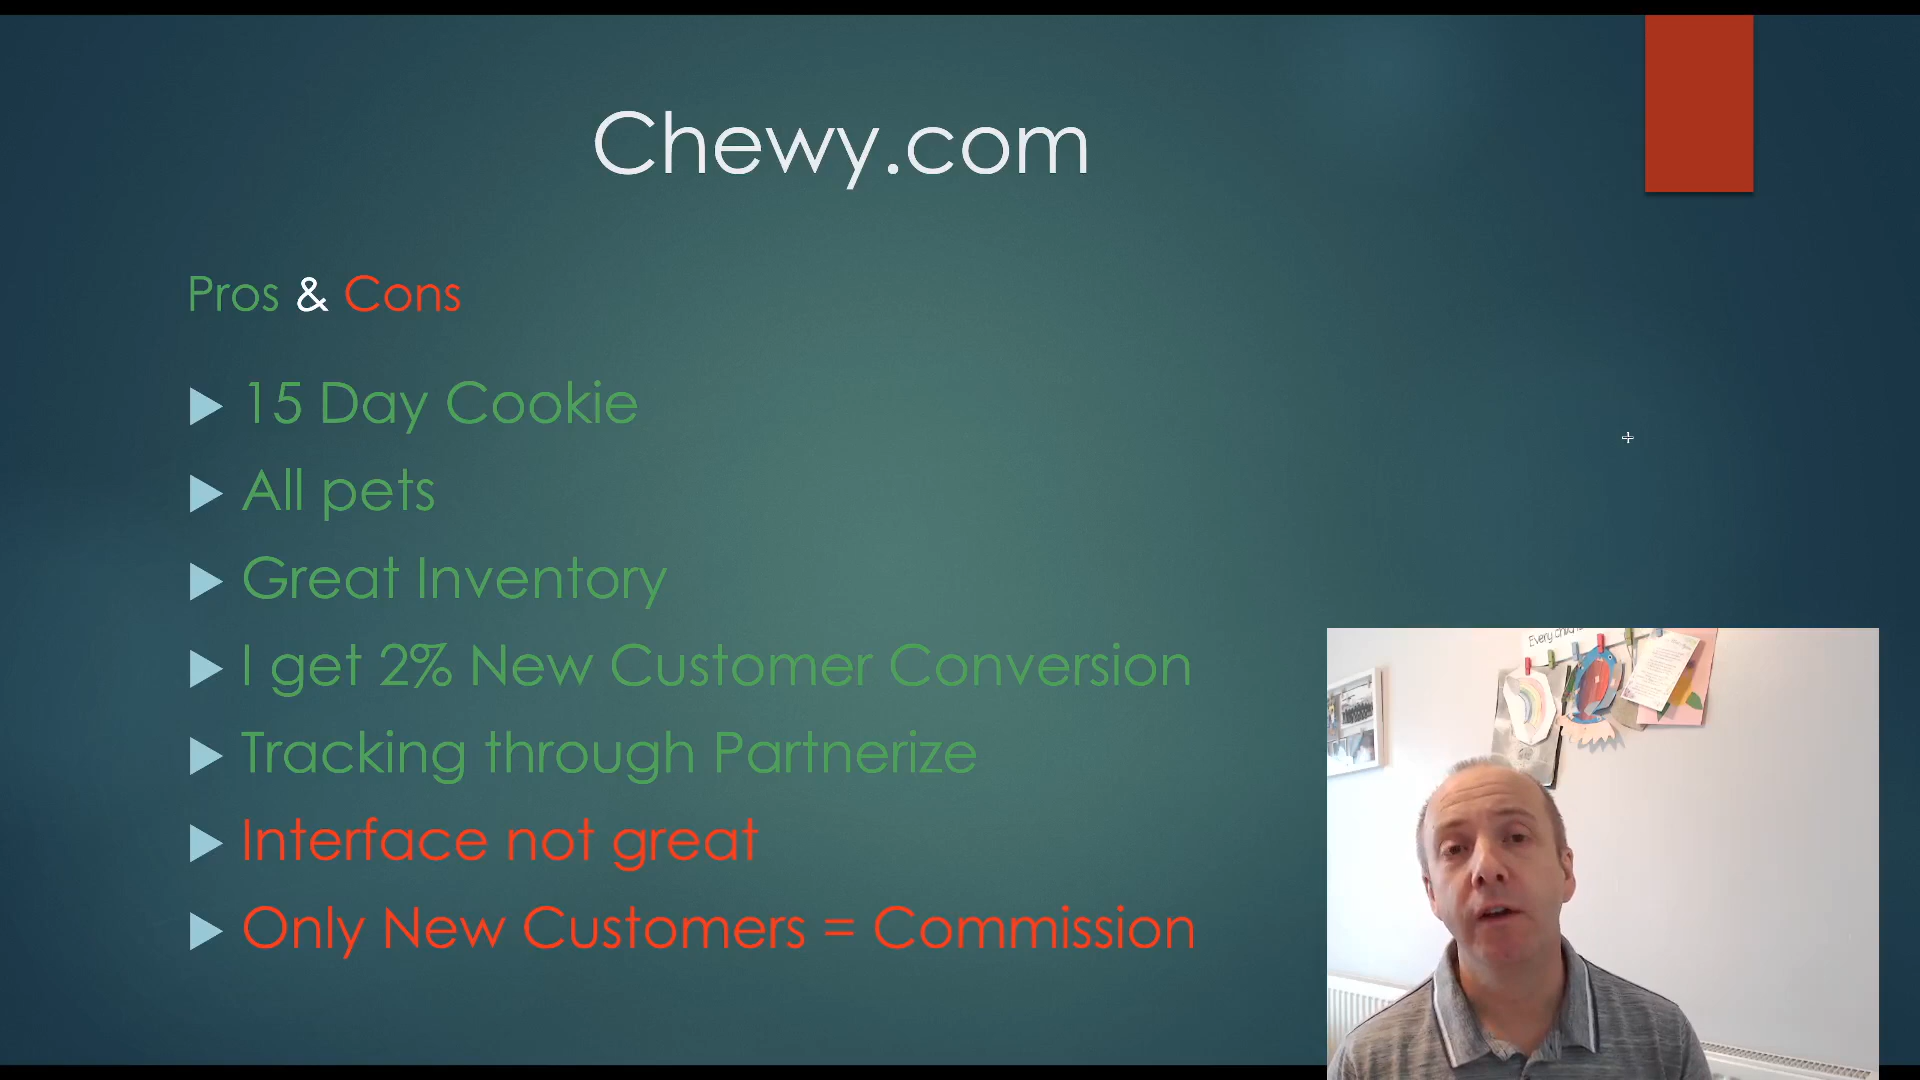 Chewy.com
Pros & Cons
15 Day Cookie
All pets
Great Inventory
I get 2% New Customer Conversion
Tracking through Partnerize
Interface not great
Only New Customers = Commission
Every